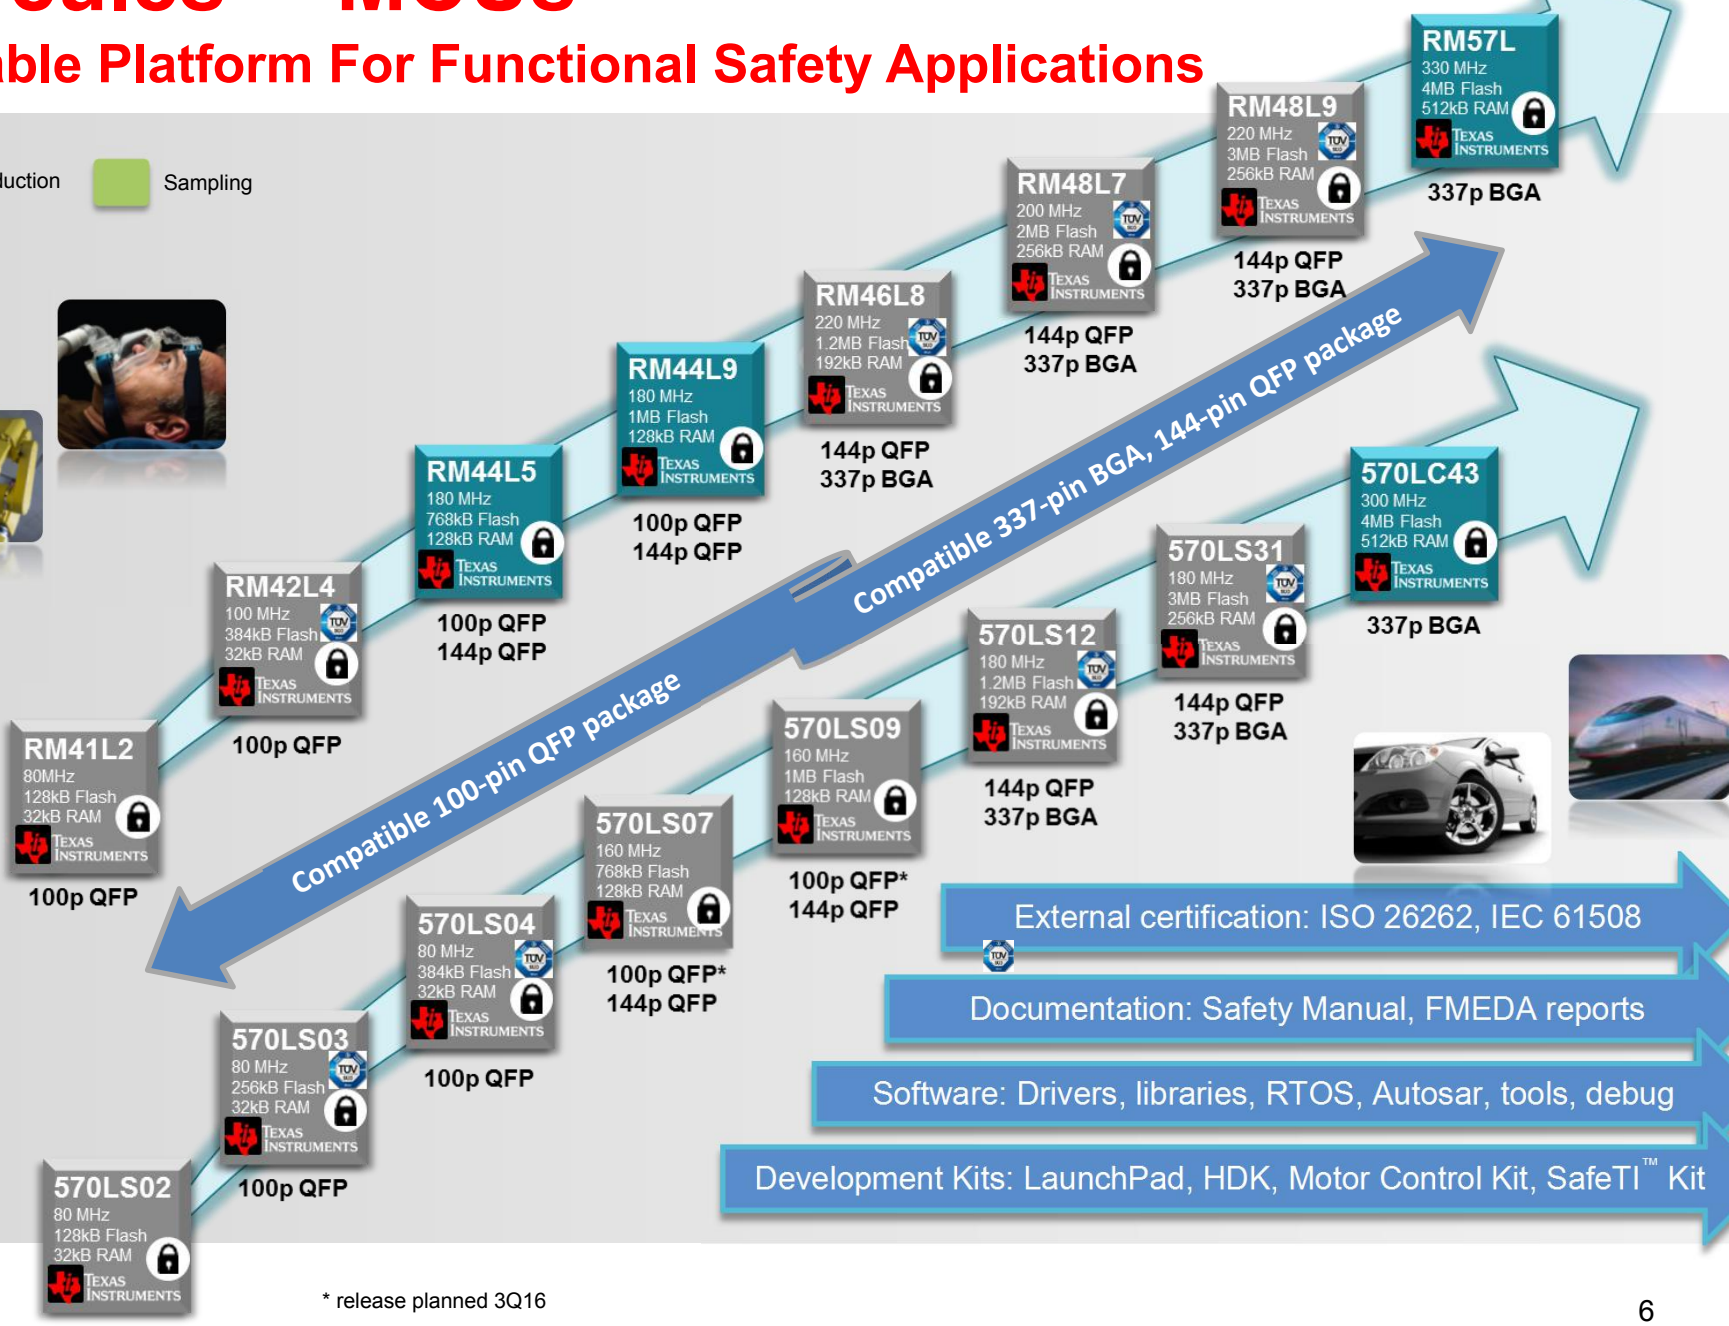 MCUs
able Platform For Functional Safety Applications
duction
Sampling
RM57L
330 MHz
4MB Flash
512kB RAM
TEXAS
INSTRUMENTS
337p BGA
RM48L9
220 MHz
3MB Flash
256kB RAM
TÜV
TEXAS
INSTRUMENTS
144p QFP
337p BGA
RM48L7
200 MHz
2MB Flash
256kB RAM
TÜV
TEXAS
INSTRUMENTS
144p QFP
337p BGA
RM46L8
220 MHz
1.2MB Flash
192kB RAM
TÜV
TEXAS
INSTRUMENTS
144p QFP
337p BGA
RM44L9
180 MHz
1MB Flash
128kB RAM
TEXAS
INSTRUMENTS
100p QFP
144p QFP
RM44L5
180 MHz
768kB Flash
128kB RAM
TEXAS
INSTRUMENTS
100p QFP
144p QFP
RM42L4
100 MHz
384kB Flash
32kB RAM
TÜV
TEXAS
INSTRUMENTS
100p QFP
RM41L2
80MHz
128kB Flash
32kB RAM
TEXAS
INSTRUMENTS
100p QFP
Compatible 337-pin BGA, 144-pin QFP package
Compatible 100-pin QFP package
570LC43
300 MHz
4MB Flash
512kB RAM
TEXAS
INSTRUMENTS
337p BGA
570LS31
180 MHz
3MB Flash
256kB RAM
TÜV
TEXAS
INSTRUMENTS
144p QFP
337p BGA
570LS12
180 MHz
1.2MB Flash
192kB RAM
TÜV
TEXAS
INSTRUMENTS
144p QFP
337p BGA
570LS09
160 MHz
1MB Flash
128kB RAM
TEXAS
INSTRUMENTS
100p QFP*
144p QFP
570LS07
160 MHz
768kB Flash
128kB RAM
TEXAS
INSTRUMENTS
100p QFP*
144p QFP
570LS04
80 MHz
384kB Flash
32kB RAM
TÜV
TEXAS
INSTRUMENTS
100p QFP
570LS03
80 MHz
256kB Flash
32kB RAM
TÜV
TEXAS
INSTRUMENTS
100p QFP
570LS02
80 MHz
128kB Flash
32kB RAM
TEXAS
INSTRUMENTS
External certification: ISO 26262, IEC 61508
TÜV
Documentation: Safety Manual, FMEDA reports
Software: Drivers, libraries, RTOS, Autosar, tools, debug
Development Kits: LaunchPad, HDK, Motor Control Kit, SafeTI™ Kit
* release planned 3Q16
6